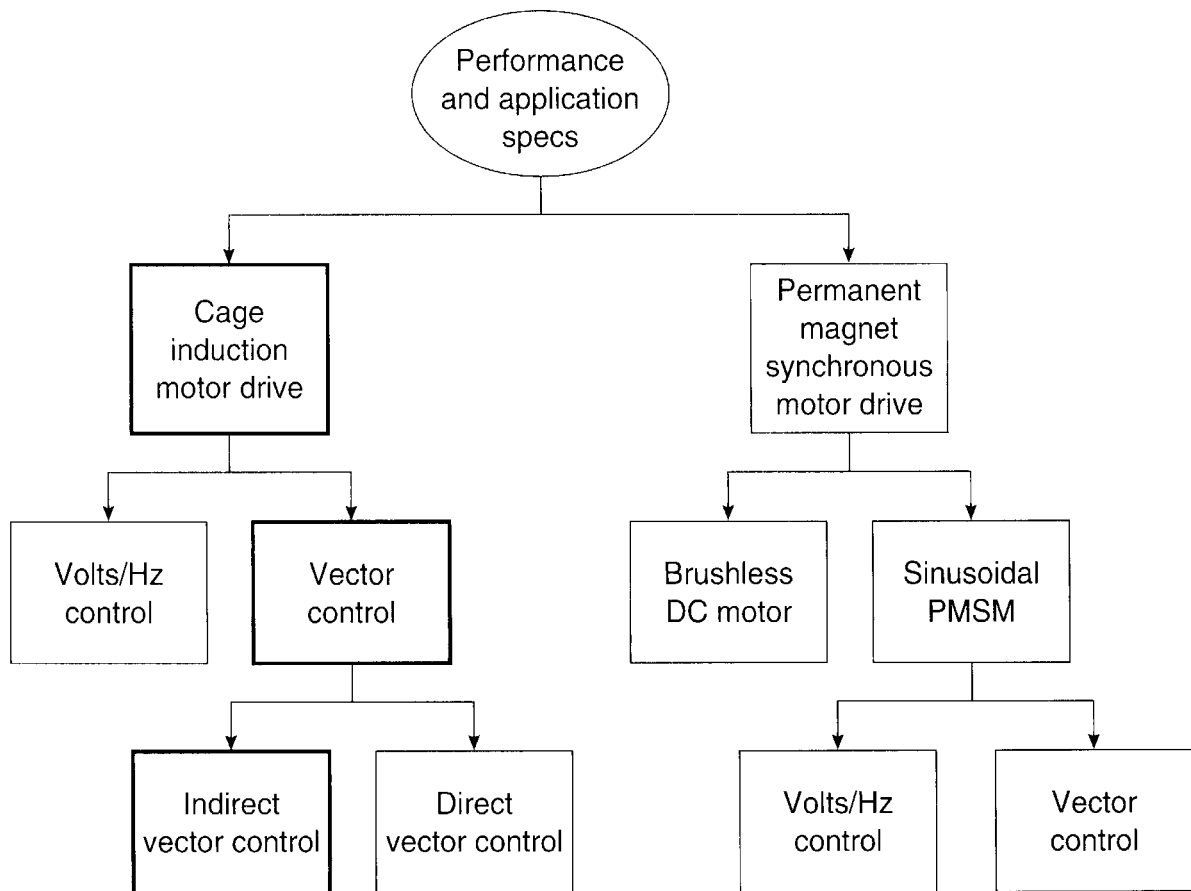 Performance
and application
specs
Cage
induction
motor drive
Permanent
magnet
synchronous
motor drive
Volts/Hz
control
Vector
control
Brushless
DC motor
Sinusoidal
PMSM
Indirect
vector control
Direct
vector control
Volts/Hz
control
Vector
control